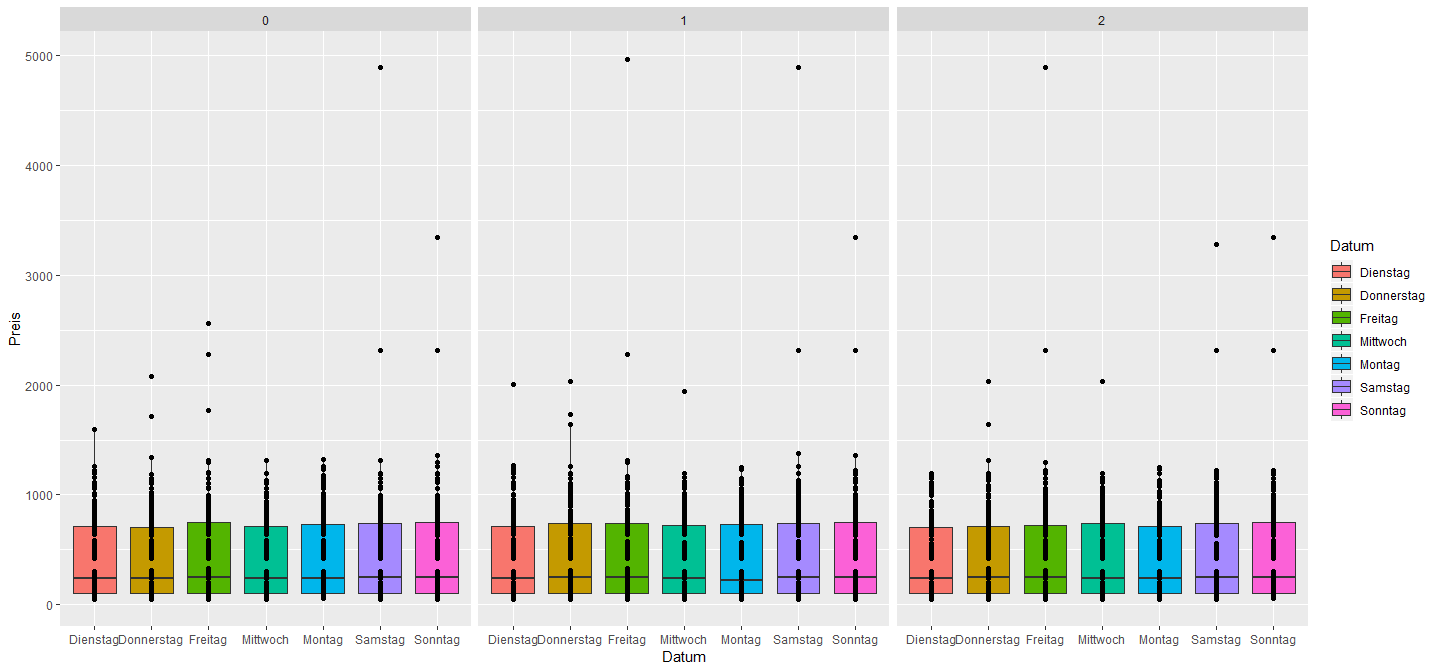 0 1 2
5000
4000
3000
2000
1000
0
Preis
Dienstag Donnerstag Freitag Mittwoch Montag Samstag Sonntag Dienstag Donnerstag Freitag Mittwoch Montag Samstag Sonntag Dienstag Donnerstag Freitag Mittwoch Montag Samstag Sonntag
Datum
Datum
Dienstag
Donnerstag
Freitag
Mittwoch
Montag
Samstag
Sonntag